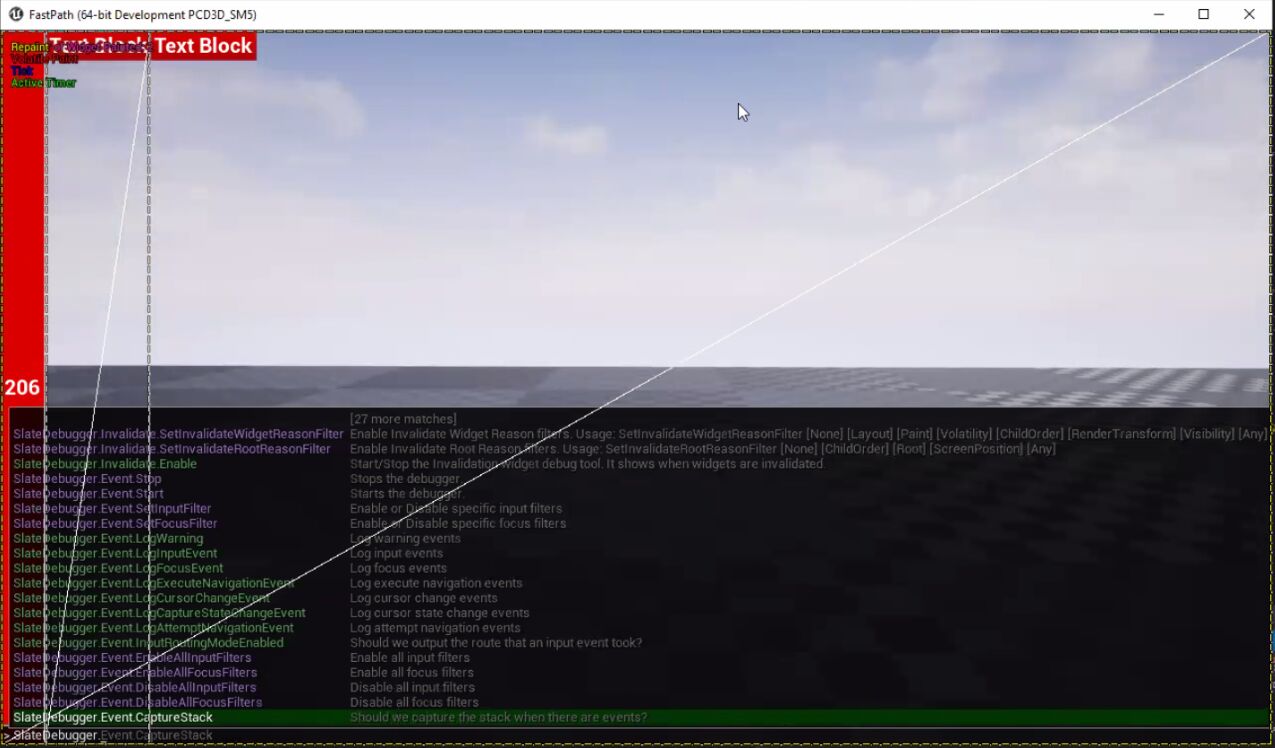 FastPath (64-bit Development PCD3D_SM5)
Text Block Text Block
Repaint
Volatile Paint
Tick
Active Timer
206
[27 more matches]
SlateDebugger.Invalidate.SetInvalidateWidgetReasonFilter Enable Invalidate Widget Reason filters. Usage: SetInvalidateWidgetReasonFilter [None] [Layout] [Paint] [Volatility] [ChildOrder] [RenderTransform] [Visibility] [Any]
SlateDebugger.Invalidate.SetInvalidateRootReasonFilter Enable Invalidate Root Reason filters. Usage: SetInvalidateRootReasonFilter [None] [ChildOrder] [Root] [ScreenPosition] [Any]
SlateDebugger.Invalidate.Enable Start/Stop the Invalidation widget debug tool. It shows when widgets are invalidated.
SlateDebugger.Event.Stop Stops the debugger.
SlateDebugger.Event.Start Starts the debugger.
SlateDebugger.Event.SetInputFilter Enable or Disable specific input filters
SlateDebugger.Event.SetFocusFilter Enable or Disable specific focus filters
SlateDebugger.Event.LogWarning Log warning events
SlateDebugger.Event.LogInputEvent Log input events
SlateDebugger.Event.LogFocusEvent Log focus events
SlateDebugger.Event.LogExecuteNavigationEvent Log execute navigation events
SlateDebugger.Event.LogCursorChangeEvent Log cursor change events
SlateDebugger.Event.LogCaptureStateChangeEvent Log cursor state change events
SlateDebugger.Event.LogAttemptNavigationEvent Log attempt navigation events
SlateDebugger.Event.InputRoutingModeEnabled Should we output the route that an input event took?
SlateDebugger.Event.EnableAllInputFilters Enable all input filters
SlateDebugger.Event.EnableAllFocusFilters Enable all focus filters
SlateDebugger.Event.DisableAllInputFilters Disable all input filters
SlateDebugger.Event.DisableAllFocusFilters Disable all focus filters
SlateDebugger.Event.CaptureStack Should we capture the stack when there are events?
> SlateDebugger.Event.CaptureStack